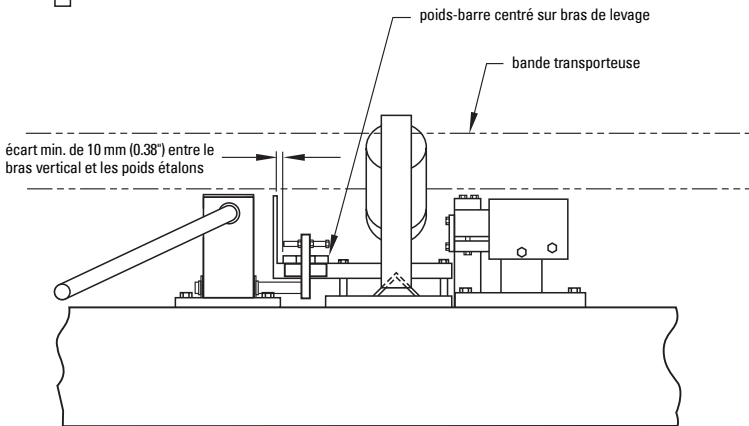 poids-barre centré sur bras de levage
bande transporteuse
écart min. de 10 mm (0.38") entre le
bras vertical et les poids étalons